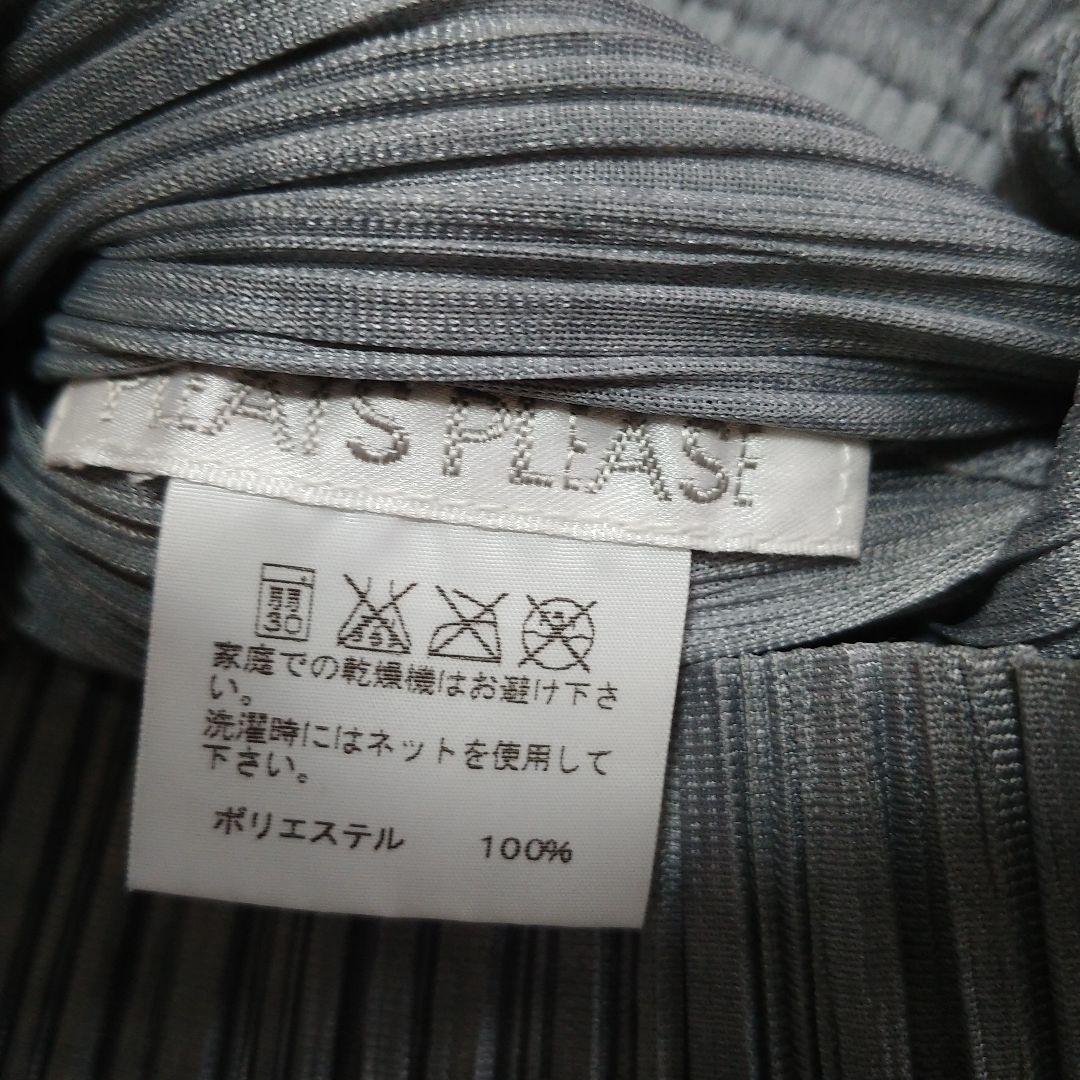 PLEATS PLEASE
弱
30
家庭での乾燥機はお避け下さ
い。
洗濯時にはネットを使用して
下さい。
ポリエステル 100%